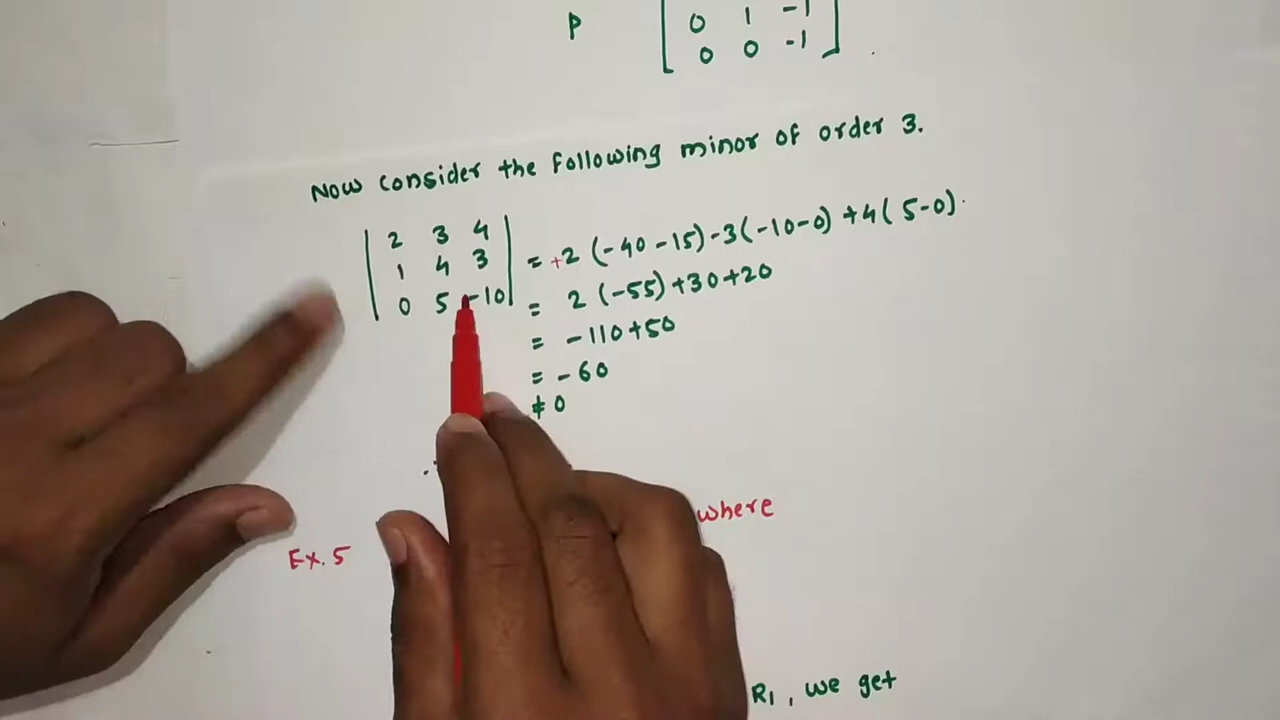 P [ 0 1 -1
0 0 -1 ] .
Now consider the following minor of order 3.
| 2 3 4 |
| 1 4 3 | = +2 (-40 -15) -3 (-10-0) +4 ( 5-0).
| 0 5 -10 | = 2 (-55) +30 +20
= -110 +50
= -60
≠ 0
where
Ex. 5
R1 , we get